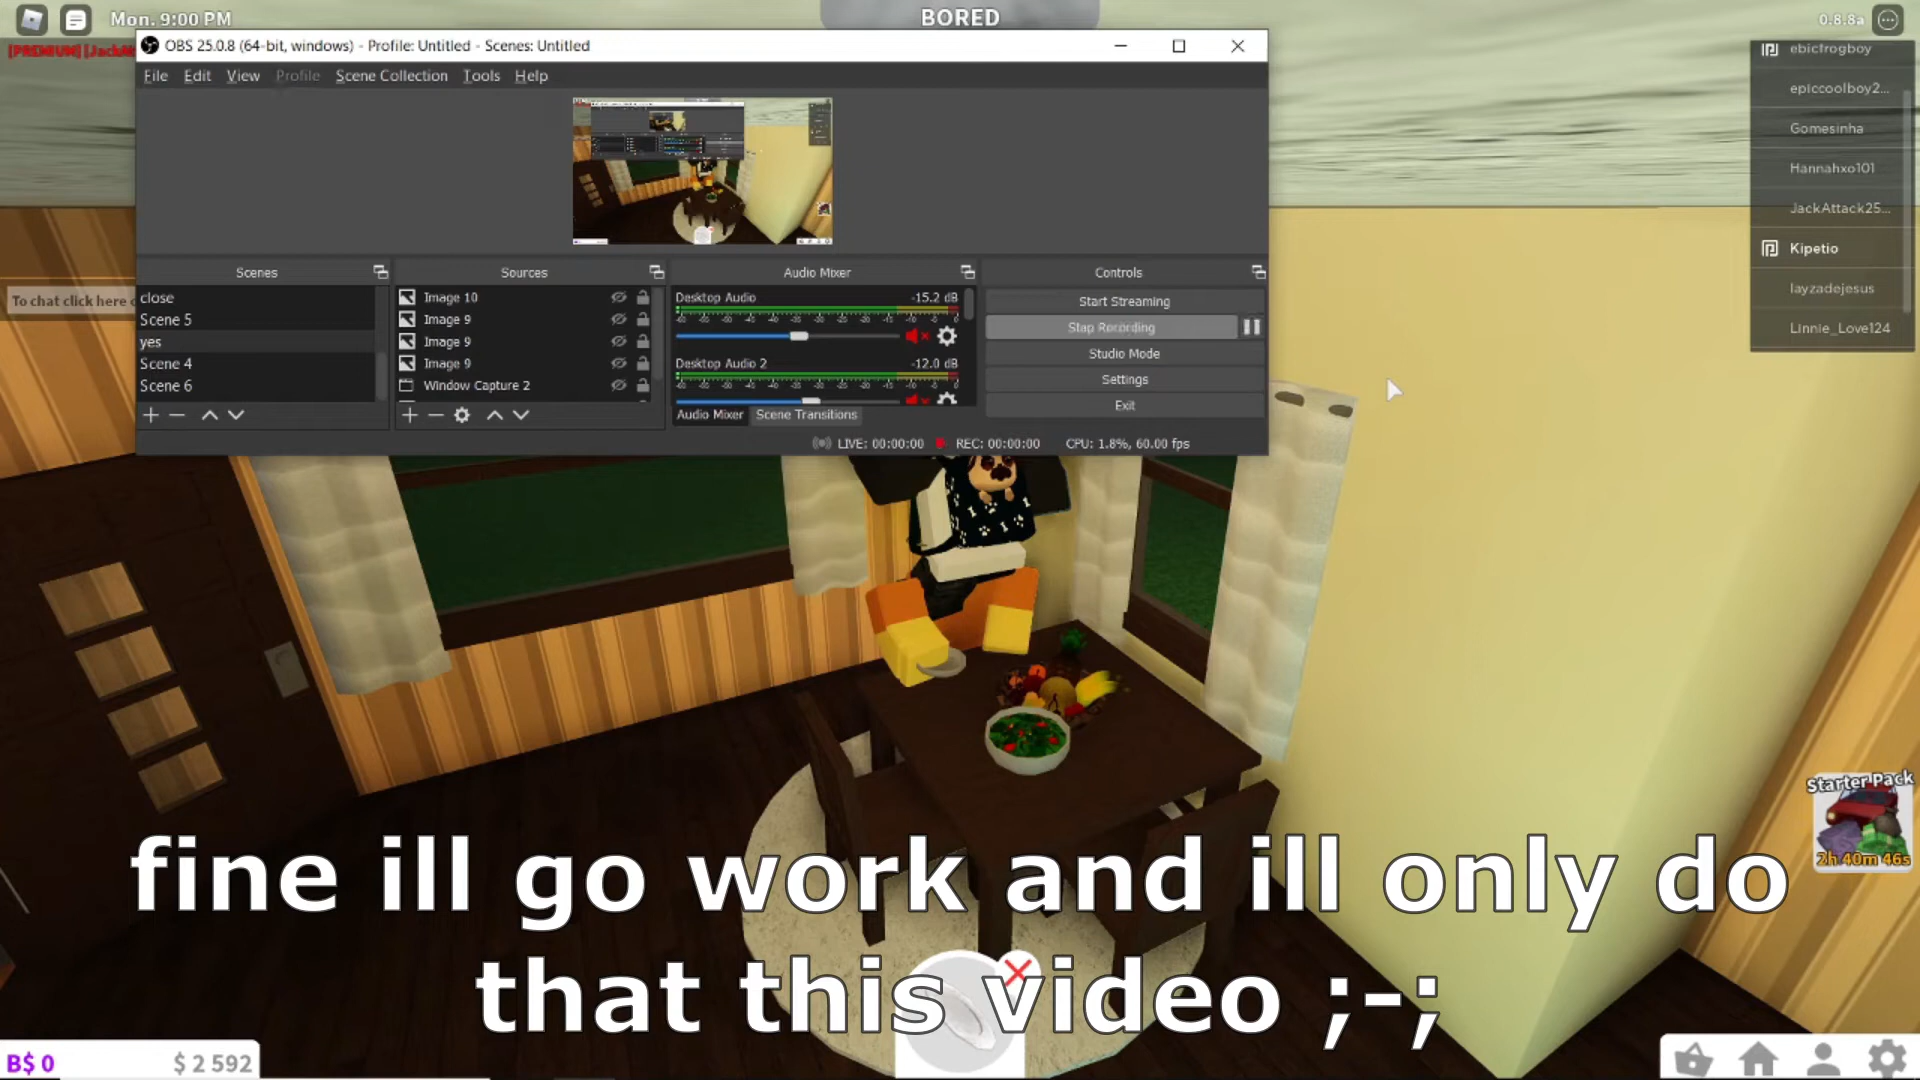 Mon. 9:00 PM
BORED
0.8.8a
OBS 25.0.8 (64-bit, windows) - Profile: Untitled - Scenes: Untitled
File Edit View Profile Scene Collection Tools Help
Scenes
close
Scene 5
yes
Scene 4
Scene 6
Sources
Image 10
Image 9
Image 9
Image 9
Window Capture 2
Audio Mixer
Desktop Audio -15.2 dB
Desktop Audio 2 -12.0 dB
Audio Mixer Scene Transitions
Controls
Start Streaming
Stop Recording
Studio Mode
Settings
Exit
LIVE: 00:00:00 REC: 00:00:00 CPU: 1.8%, 60.00 fps
[PREMIUM]
To chat click here
ebicfrogboy
epiccoolboy2...
Gomesinha
Hannahxo101
JackAttack25...
Kipetio
layzadejesus
Linnie_Love124
Starter Pack
2h 40m 46s
fine ill go work and ill only do
that this video ;-;
B$ 0 $ 2 592